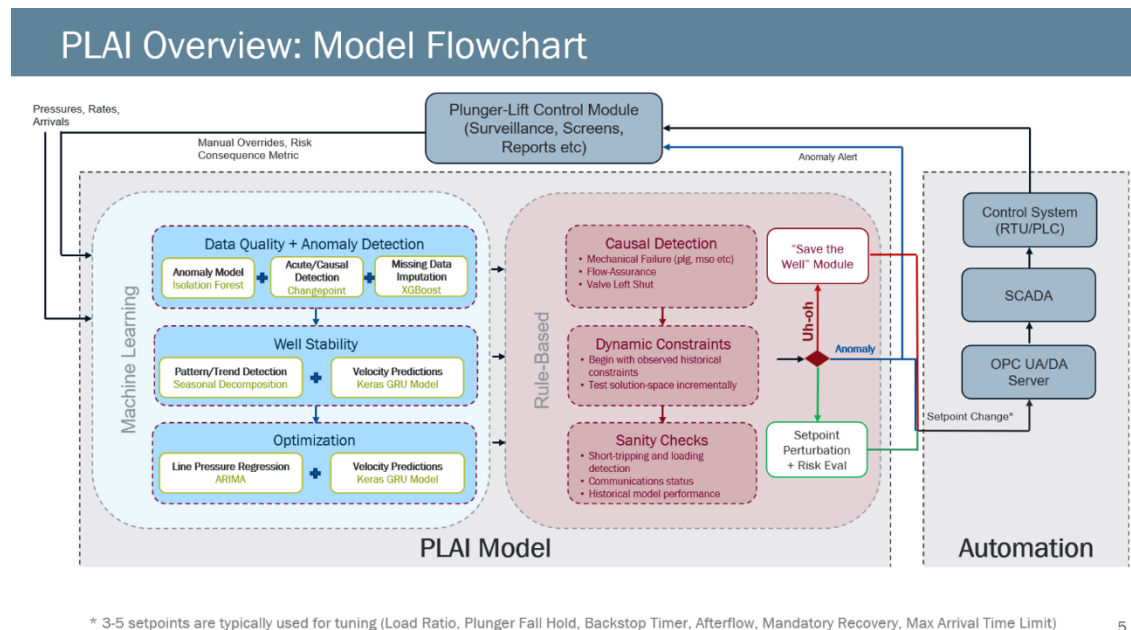 PLAI Overview: Model Flowchart
Pressures, Rates,
Arrivals
Plunger-Lift Control Module
(Surveillance, Screens,
Reports etc)
Manual Overrides, Risk
Consequence Metric
Anomaly Alert
Machine Learning
Data Quality + Anomaly Detection
Anomaly Model
Isolation Forest
Acute/Causal
Detection
Changepoint
Missing Data
Imputation
XGBoost
Well Stability
Pattern/Trend Detection
Seasonal Decomposition
Velocity Predictions
Keras GRU Model
Optimization
Line Pressure Regression
ARIMA
Velocity Predictions
Keras GRU Model
Rule-Based
Causal Detection
• Mechanical Failure (plg, mso etc)
• Flow-Assurance
• Valve Left Shut
Dynamic Constraints
• Begin with observed historical
constraints
• Test solution-space incrementally
Sanity Checks
• Short-tripping and loading
detection
• Communications status
• Historical model performance
"Save the
Well" Module
Uh-oh
Anomaly
Setpoint
Perturbation
+ Risk Eval
PLAI Model
Control System
(RTU/PLC)
SCADA
OPC UA/DA
Server
Setpoint Change*
Automation
* 3-5 setpoints are typically used for tuning (Load Ratio, Plunger Fall Hold, Backstop Timer, Afterflow, Mandatory Recovery, Max Arrival Time Limit)
5